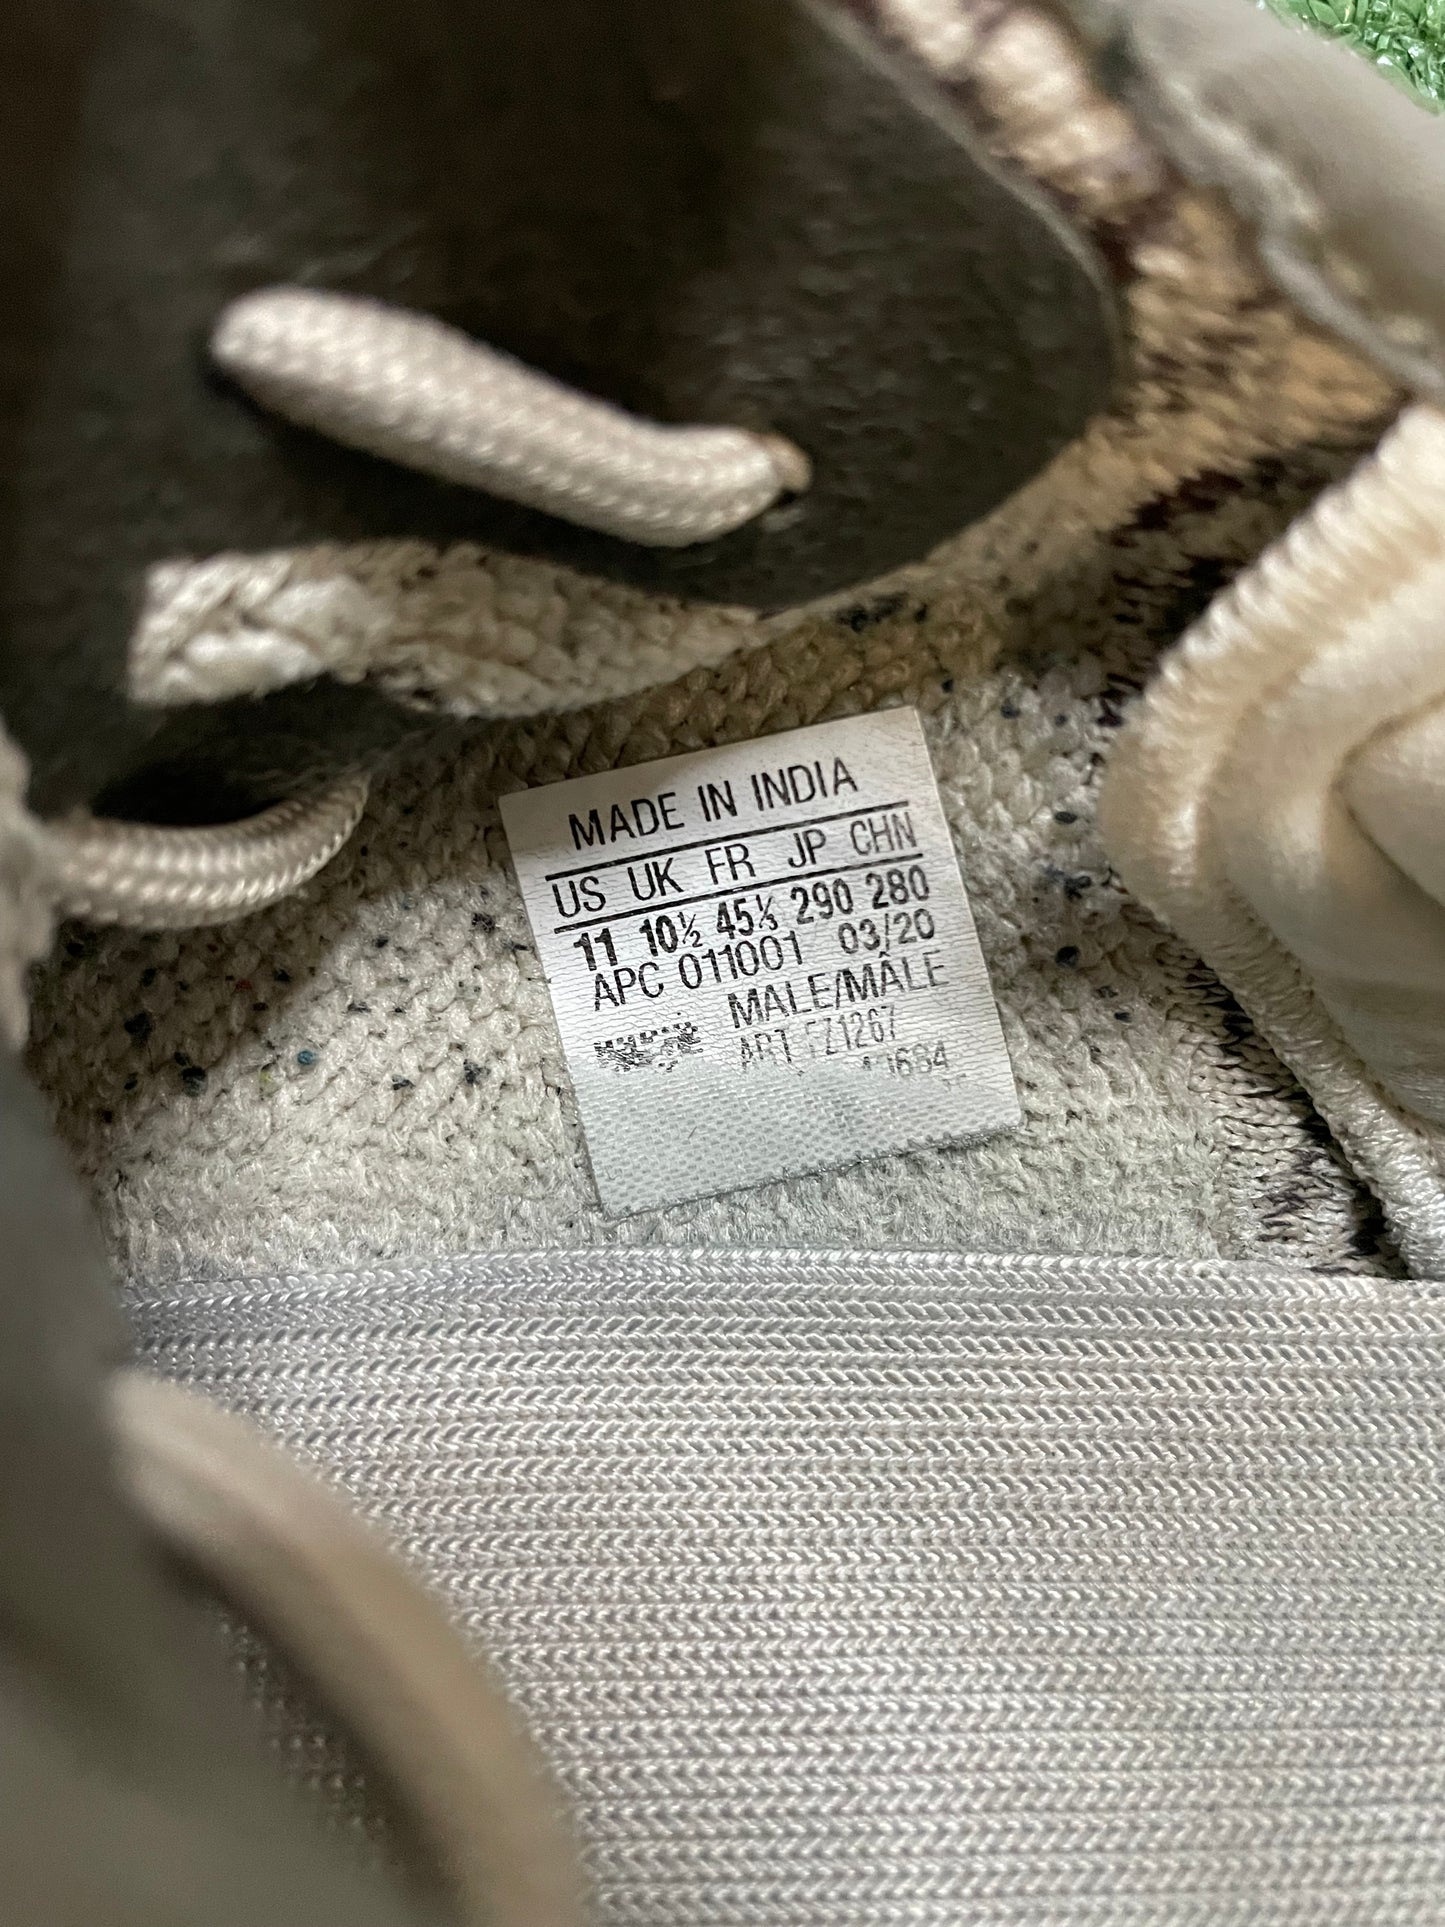 MADE IN INDIA
US UK FR JP CHN
11 10½ 45⅓ 290 280
APC 011001 03/20
MALE/MÂLE
ART FZ1267